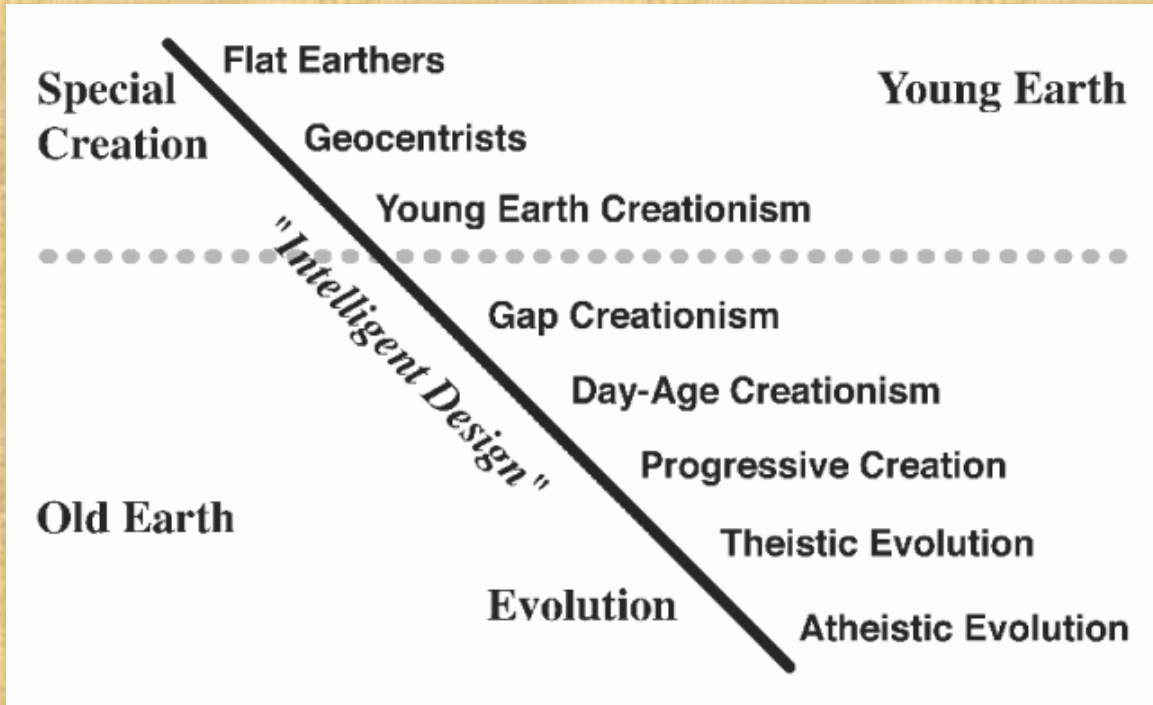 Flat Earthers
Special
Creation
Young Earth
Geocentrists
Young Earth Creationism
"Intelligent Design"
Gap Creationism
Day-Age Creationism
Progressive Creation
Old Earth
Theistic Evolution
Evolution
Atheistic Evolution